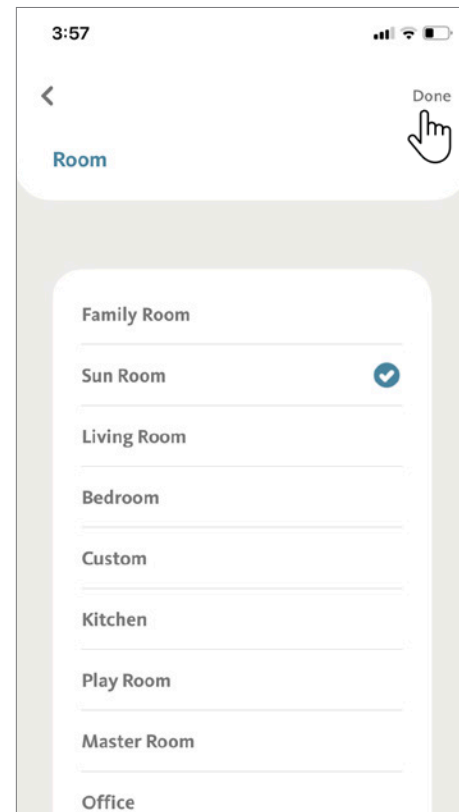 3:57
Done
Room
Family Room
Sun Room
Living Room
Bedroom
Custom
Kitchen
Play Room
Master Room
Office